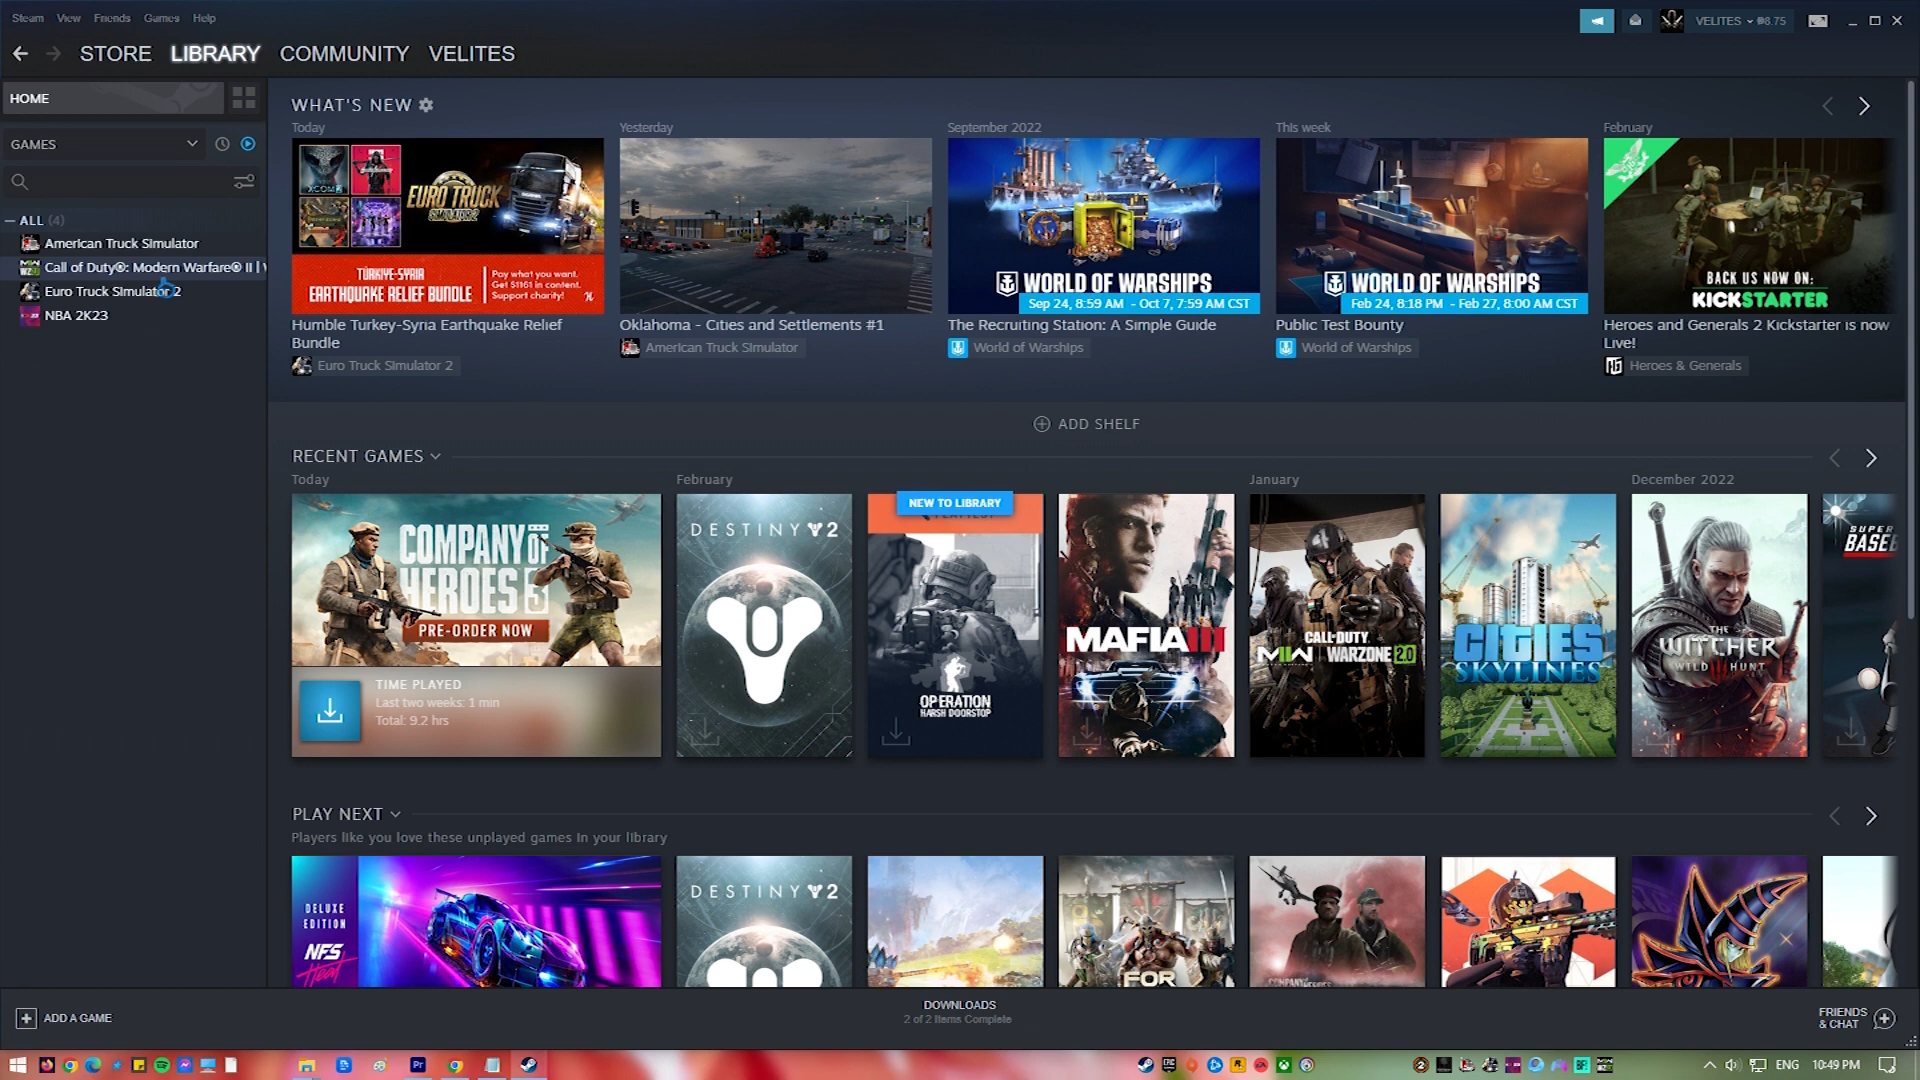 Steam View Friends Games Help
VELITES ₱8.75
STORE LIBRARY COMMUNITY VELITES
HOME
GAMES
ALL (4)
American Truck Simulator
Call of Duty®: Modern Warfare® II |
Euro Truck Simulator 2
NBA 2K23
WHAT'S NEW
Today
XCOM 2
EURO TRUCK
SIMULATOR 2
TÜRKIYE-SYRIA
EARTHQUAKE RELIEF BUNDLE
Pay what you want.
Get $1161 in content.
Support charity!
Humble Turkey-Syria Earthquake Relief
Bundle
Euro Truck Simulator 2
Yesterday
Oklahoma - Cities and Settlements #1
American Truck Simulator
September 2022
WORLD OF WARSHIPS
Sep 24, 8:59 AM - Oct 7, 7:59 AM CST
The Recruiting Station: A Simple Guide
World of Warships
This week
WORLD OF WARSHIPS
Feb 24, 8:18 PM - Feb 27, 8:00 AM CST
Public Test Bounty
World of Warships
February
BACK US NOW ON:
KICKSTARTER
Heroes and Generals 2 Kickstarter is now
Live!
Heroes & Generals
ADD SHELF
RECENT GAMES
Today
COMPANY OF
HEROES 3
PRE-ORDER NOW
TIME PLAYED
Last two weeks: 1 min
Total: 9.2 hrs
February
DESTINY 2
NEW TO LIBRARY
OPERATION
HARSH DOORSTOP
MAFIA III
January
CALL OF DUTY
MWII WARZONE 2.0
CITIES
SKYLINES
December 2022
THE
WITCHER
WILD HUNT
SUPER
BASEB
PLAY NEXT
Players like you love these unplayed games in your library
DELUXE
EDITION
NFS
Heat
DESTINY 2
FOR
ADD A GAME
DOWNLOADS
2 of 2 Items Complete
FRIENDS
& CHAT
Pr
ENG 10:49 PM